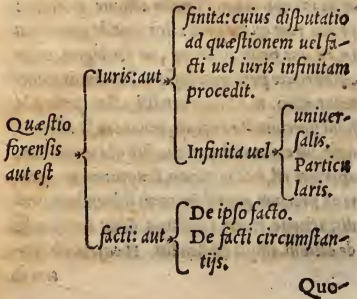 finita: cuius diſputatio
ad quæſtionem uel fa-
cti uel iuris infinitam
procedit.
Iuris: aut
Quæſtio
forenſis
aut eſt
Infinita uel
uniuer-
ſalis.
Particu
laris.
facti: aut
De ipſo facto.
De facti circumſtan-
tijs.
Quo-